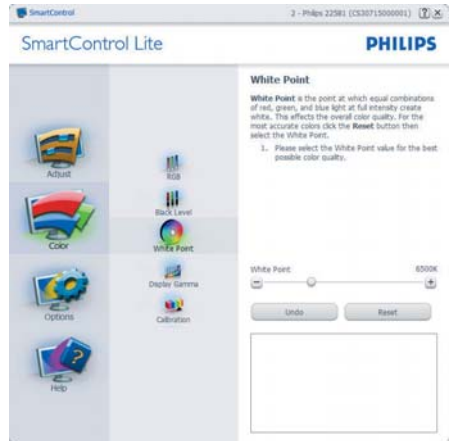 SmartControl
2 - Philips 22581 (CS30715000001)
SmartControl Lite
PHILIPS
Adjust
Color
Options
Help
RGB
Black Level
White Point
Display Gamma
Calibration
White Point
White Point is the point at which equal combinations
of red, green, and blue light at full intensity create
white. This effects the overall color quality. For the
most accurate colors click the Reset button then
select the White Point.
1. Please select the White Point value for the best
possible color quality.
White Point
6500K
Undo
Reset